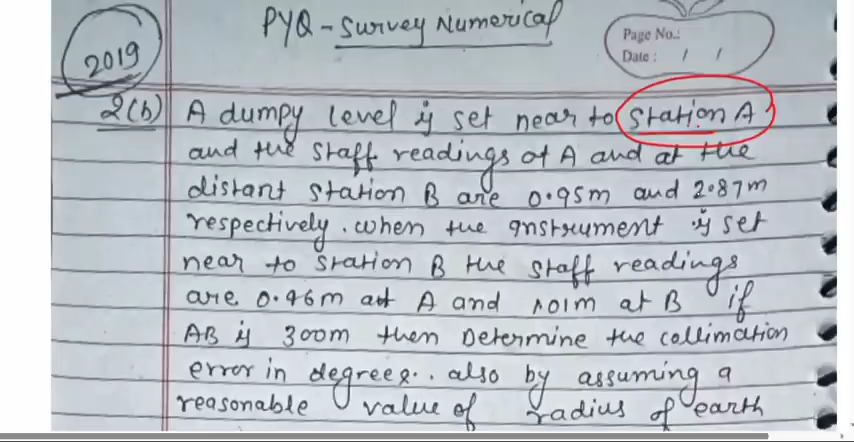 PYQ - Survey Numerical
Page No.:
Date : / /
2019
2(b) A dumpy level is set near to Station A
and the staff readings at A and at the
distant station B are 0.95m and 2.87m
respectively. when the instrument is set
near to station B the staff readings
are 0.46m at A and 1.01m at B if
AB is 300m then Determine the collimation
error in degrees. also by assuming a
reasonable value of radius of earth